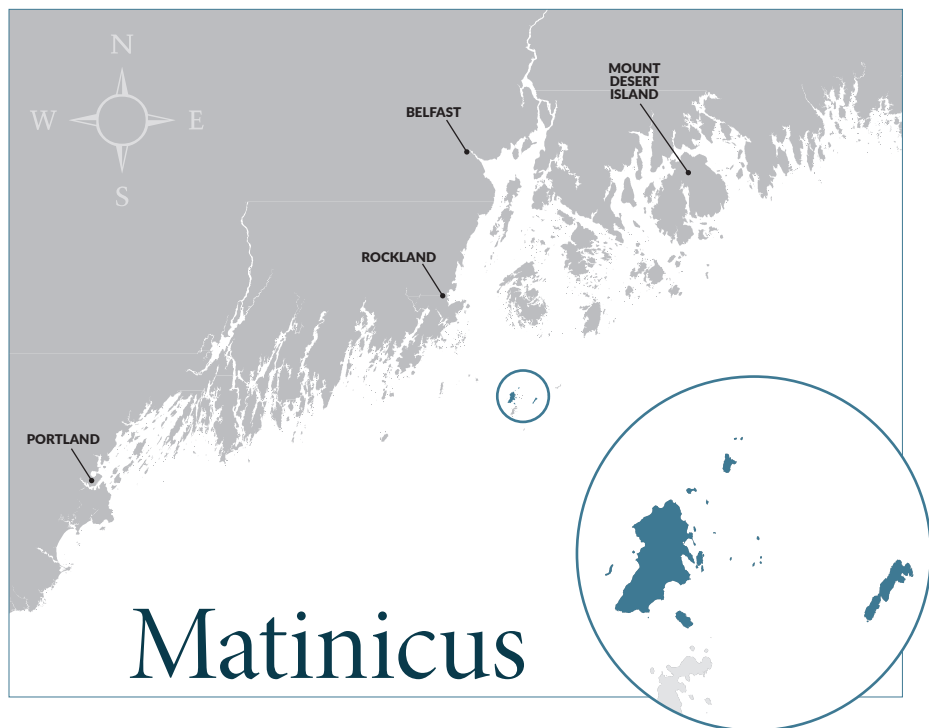 N
W
E
S
BELFAST
MOUNT
DESERT
ISLAND
ROCKLAND
PORTLAND
Matinicus